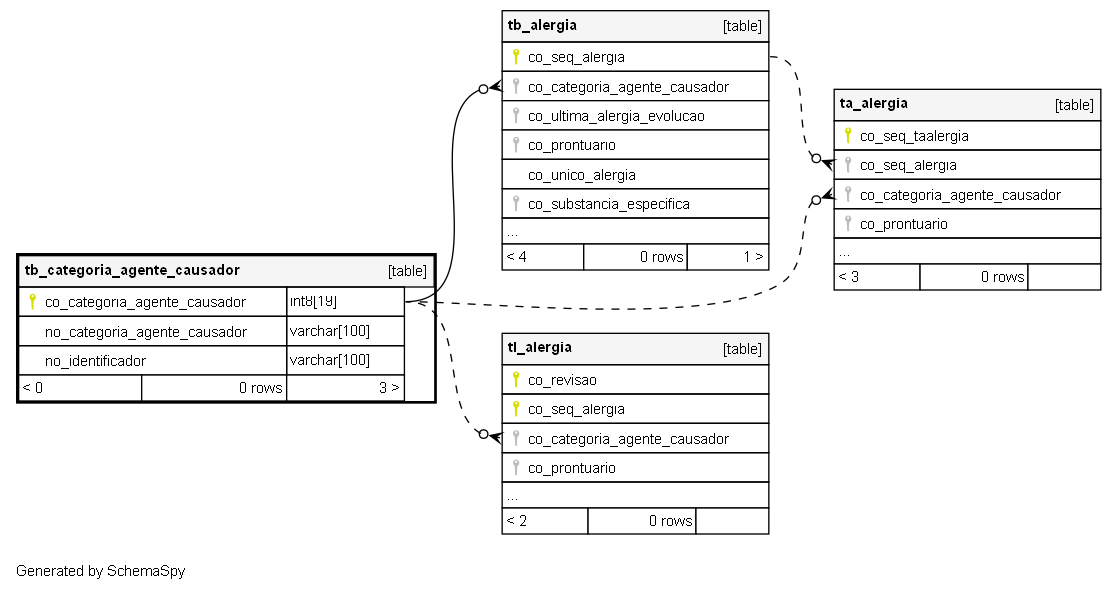 tb_alergia [table]
co_seq_alergia
co_categoria_agente_causador
co_ultima_alergia_evolucao
co_prontuario
co_unico_alergia
co_substancia_especifica
...
< 4 0 rows 1 >
ta_alergia [table]
co_seq_taalergia
co_seq_alergia
co_categoria_agente_causador
co_prontuario
...
< 3 0 rows
tb_categoria_agente_causador [table]
co_categoria_agente_causador int8[19]
no_categoria_agente_causador varchar[100]
no_identificador varchar[100]
< 0 0 rows 3 >
tl_alergia [table]
co_revisao
co_seq_alergia
co_categoria_agente_causador
co_prontuario
...
< 2 0 rows
Generated by SchemaSpy